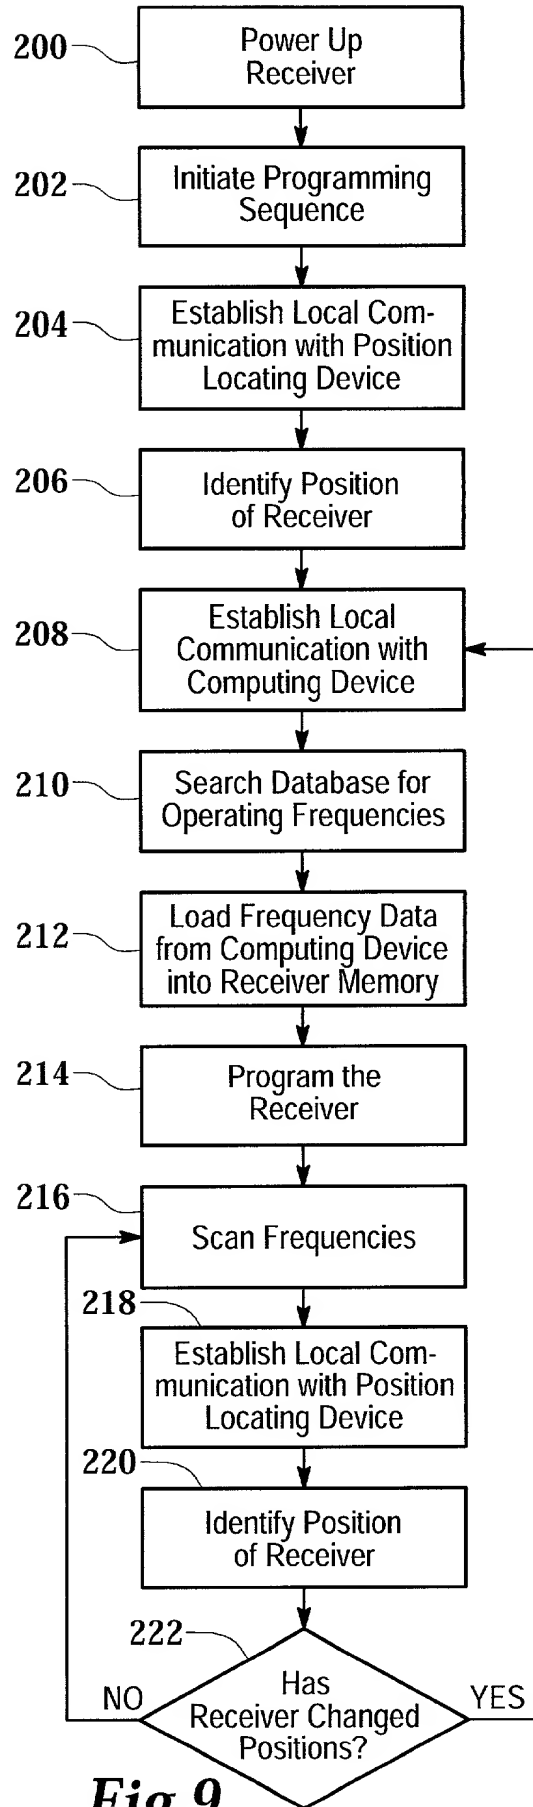 200
Power Up
Receiver
202
Initiate Programming
Sequence
204
Establish Local Com-
munication with Position
Locating Device
206
Identify Position
of Receiver
208
Establish Local
Communication with
Computing Device
210
Search Database for
Operating Frequencies
212
Load Frequency Data
from Computing Device
into Receiver Memory
214
Program the
Receiver
216
Scan Frequencies
218
Establish Local Com-
munication with Position
Locating Device
220
Identify Position
of Receiver
222
Has
Receiver Changed
Positions?
NO
YES
Fig 9